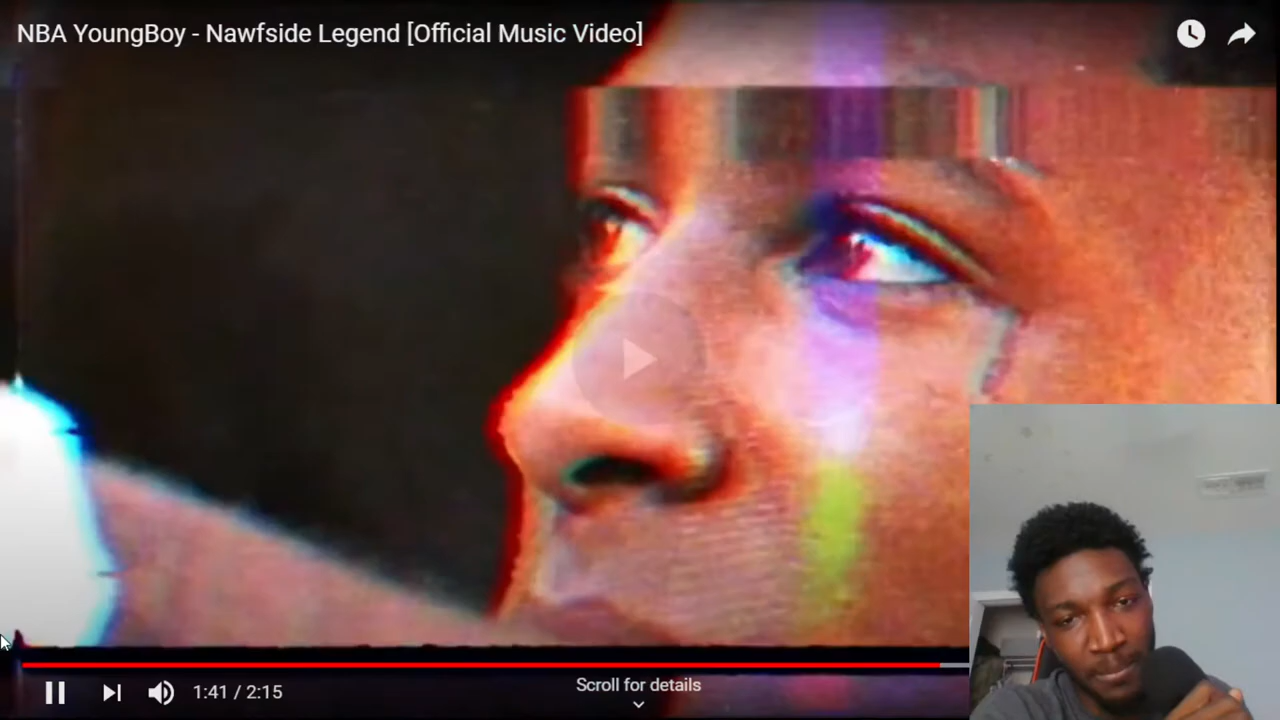 NBA YoungBoy - Nawfside Legend [Official Music Video]
1:41 / 2:15
Scroll for details